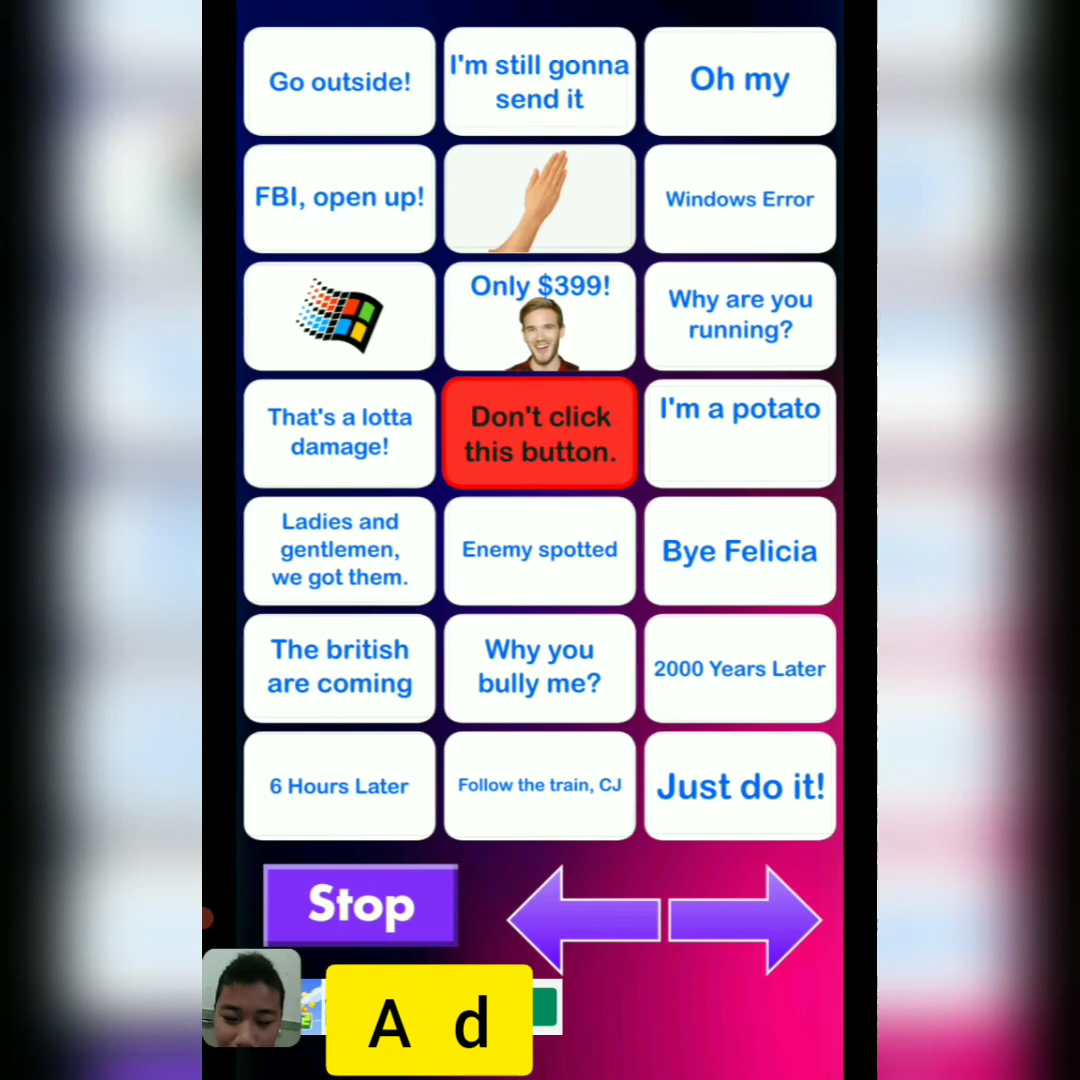 Go outside!
I'm still gonna
send it
Oh my
FBI, open up!
Windows Error
Only $399!
Why are you
running?
That's a lotta
damage!
Don't click
this button.
I'm a potato
Ladies and
gentlemen,
we got them.
Enemy spotted
Bye Felicia
The british
are coming
Why you
bully me?
2000 Years Later
6 Hours Later
Follow the train, CJ
Just do it!
Stop
A d